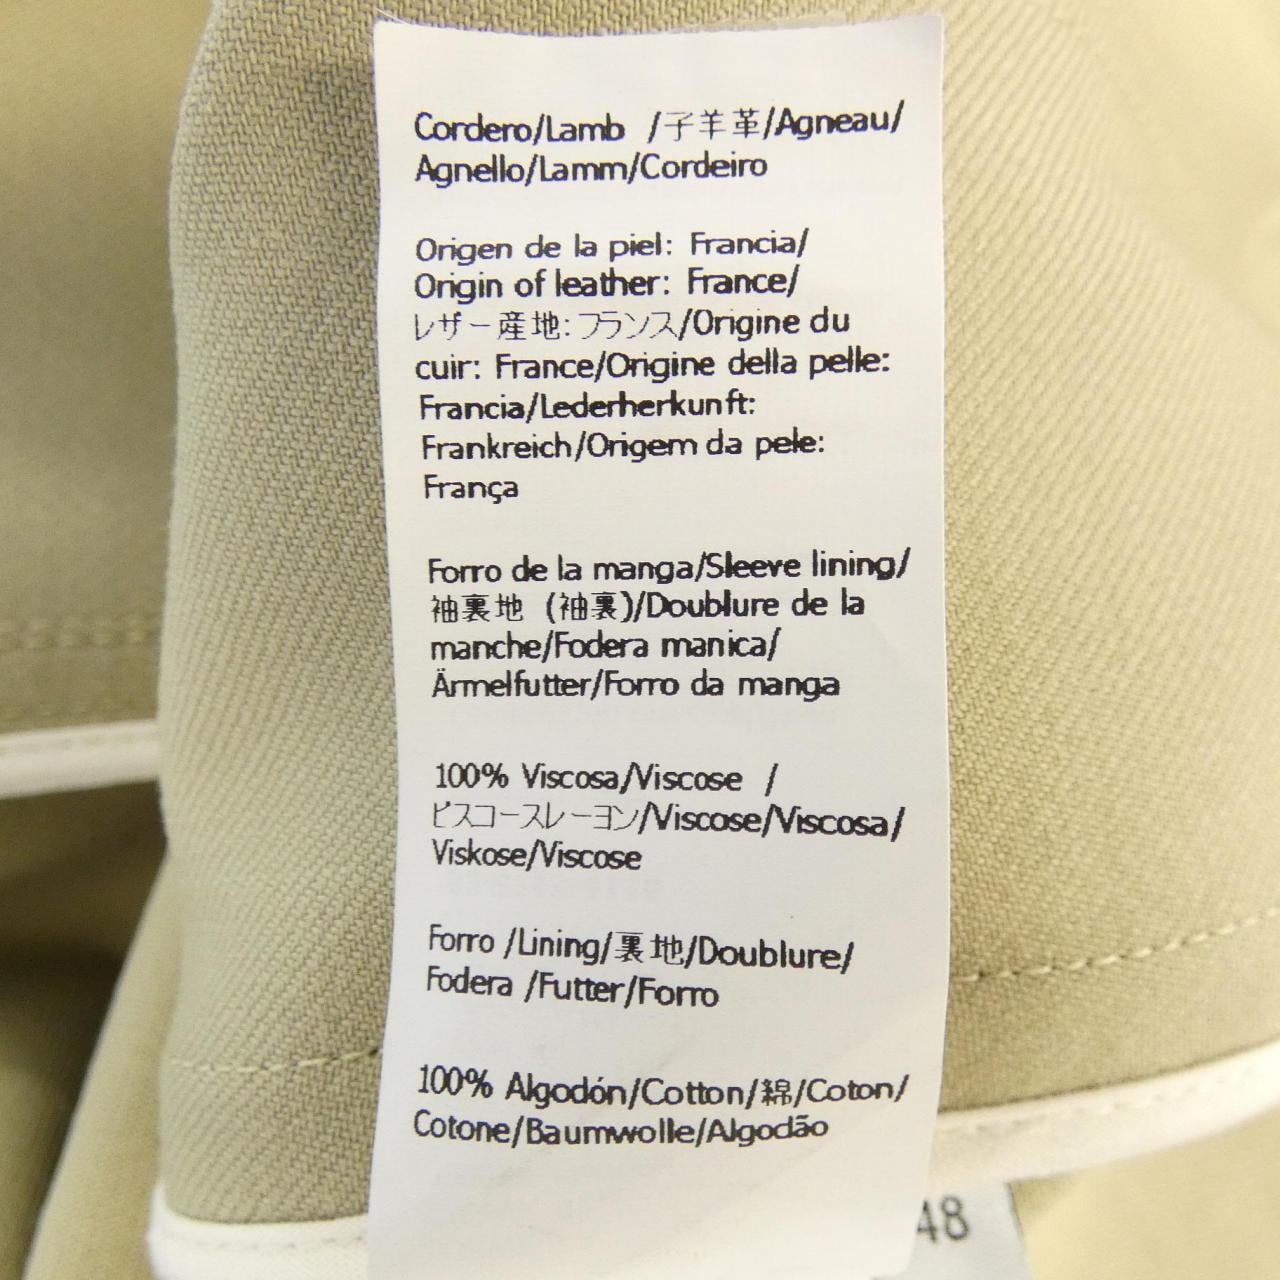 Cordero/Lamb /子羊革/Agneau/
Agnello/Lamm/Cordeiro
Origen de la piel: Francia/
Origin of leather: France/
レザー産地:フランス/Origine du
cuir: France/Origine della pelle:
Francia/Lederherkunft:
Frankreich/Origem da pele:
França
Forro de la manga/Sleeve lining/
袖裏地 (袖裏)/Doublure de la
manche/Fodera manica/
Ärmelfutter/Forro da manga
100% Viscosa/Viscose /
ビスコースレーヨン/Viscose/Viscosa/
Viskose/Viscose
Forro /Lining/裏地/Doublure/
Fodera /Futter/Forro
100% Algodón/Cotton/綿/Coton/
Cotone/Baumwolle/Algodão
48